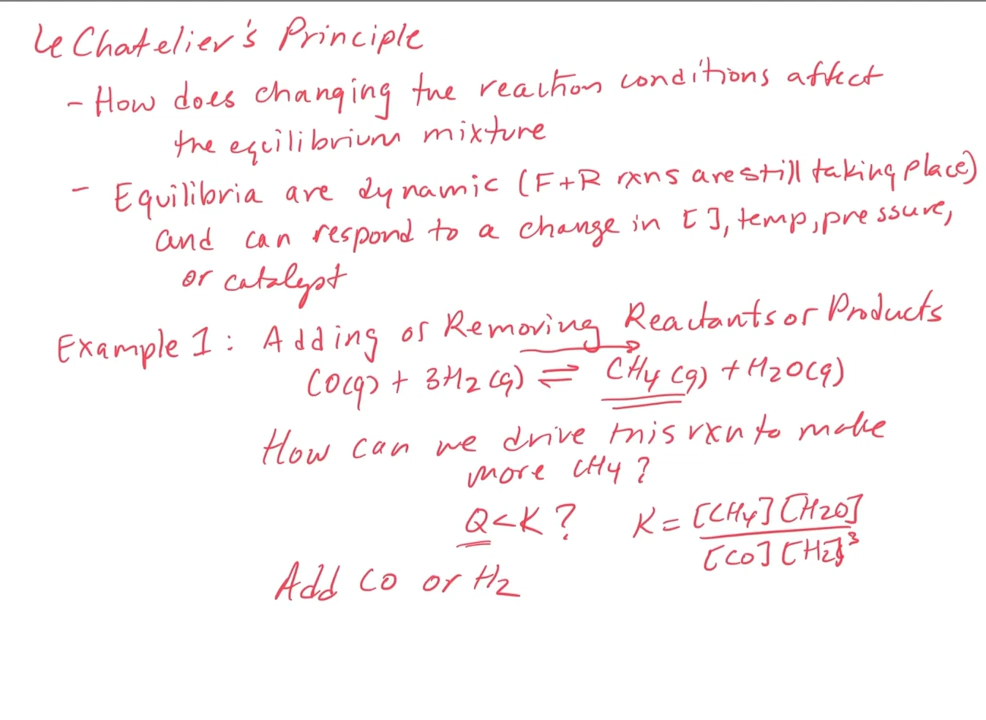 Le Chatelier's Principle
- How does changing the reaction conditions affect
the equilibrium mixture
- Equilibria are dynamic (F+R rxns are still taking place)
and can respond to a change in [ ], temp, pressure,
or catalyst
Example 1: Adding or Removing Reactants or Products
CO(g) + 3H2(g) ⇌ CH4(g) + H2O(g)
How can we drive this rxn to make
more CH4?
Q<K? K = [CH4][H2O]
[CO][H2]³
Add CO or H2